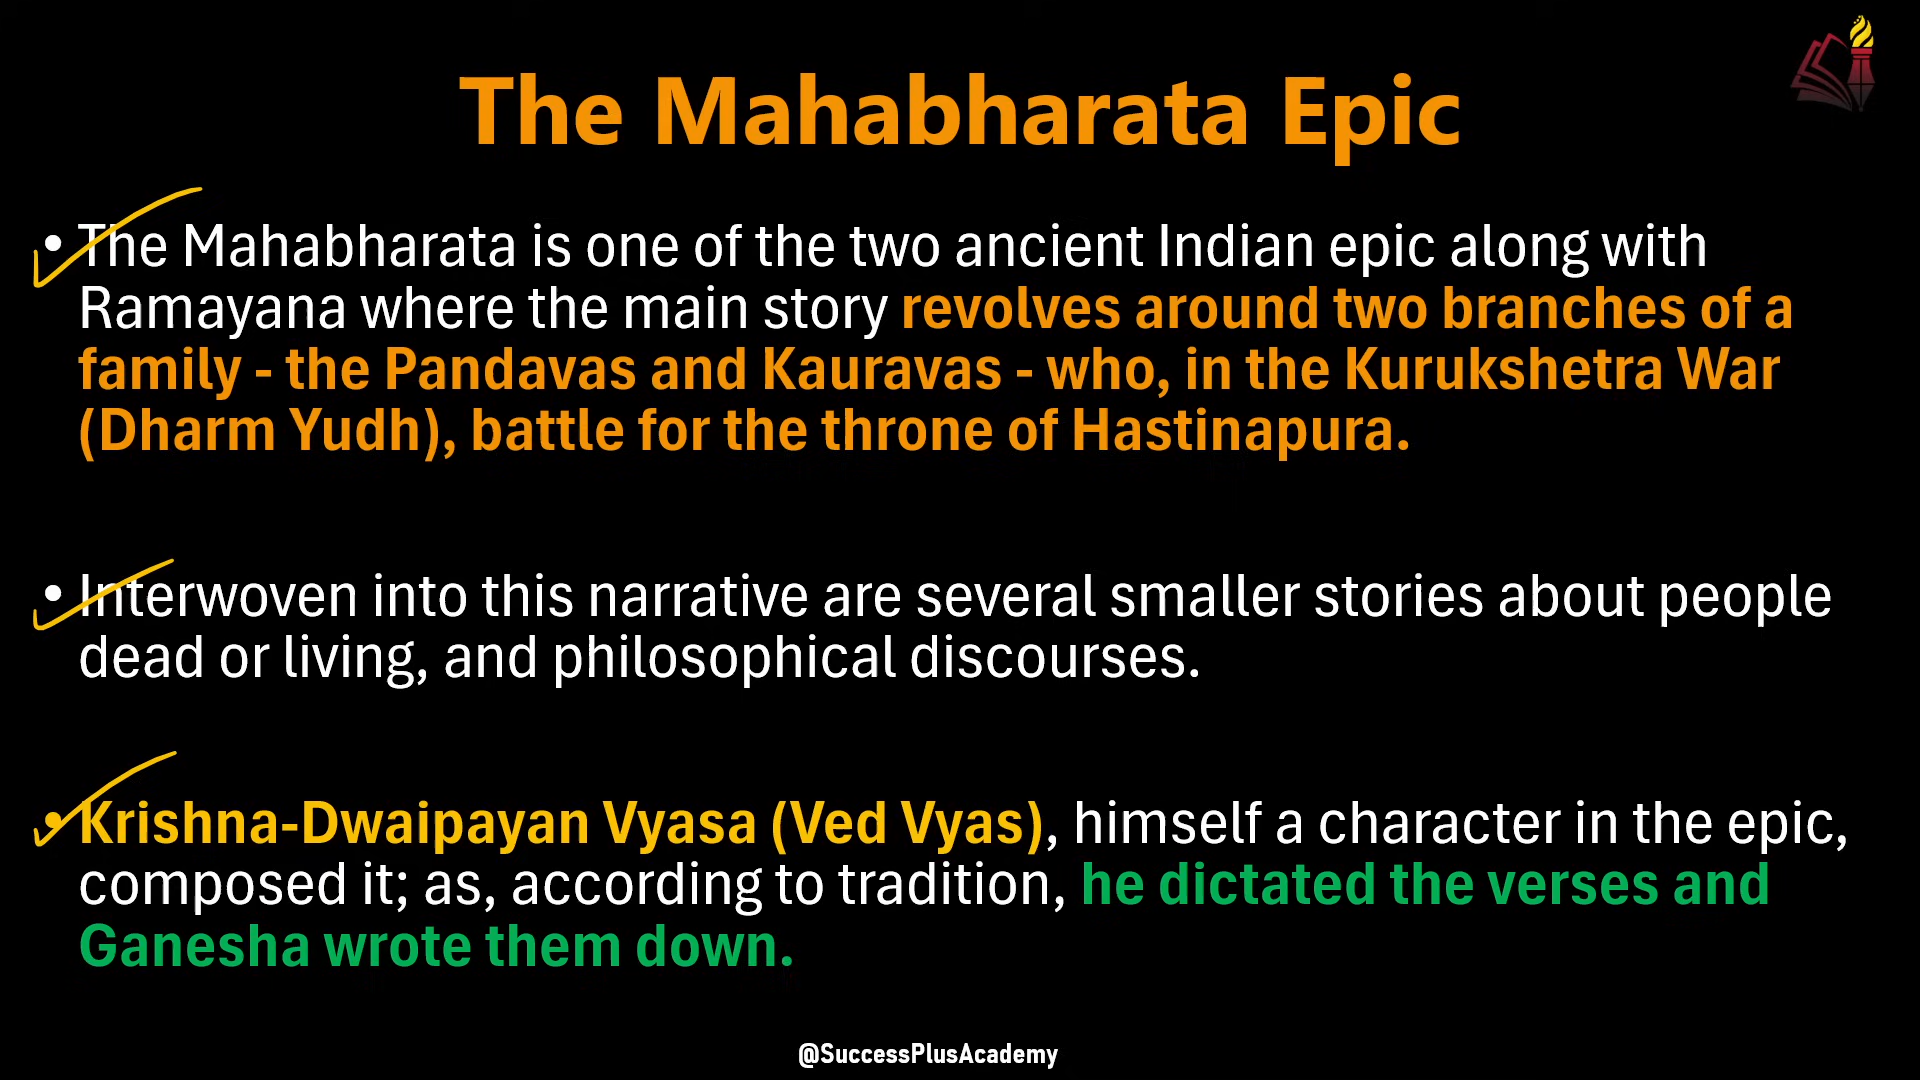 The Mahabharata Epic
• The Mahabharata is one of the two ancient Indian epic along with
Ramayana where the main story revolves around two branches of a
family - the Pandavas and Kauravas - who, in the Kurukshetra War
(Dharm Yudh), battle for the throne of Hastinapura.
• Interwoven into this narrative are several smaller stories about people
dead or living, and philosophical discourses.
• Krishna-Dwaipayan Vyasa (Ved Vyas), himself a character in the epic,
composed it; as, according to tradition, he dictated the verses and
Ganesha wrote them down.
@SuccessPlusAcademy